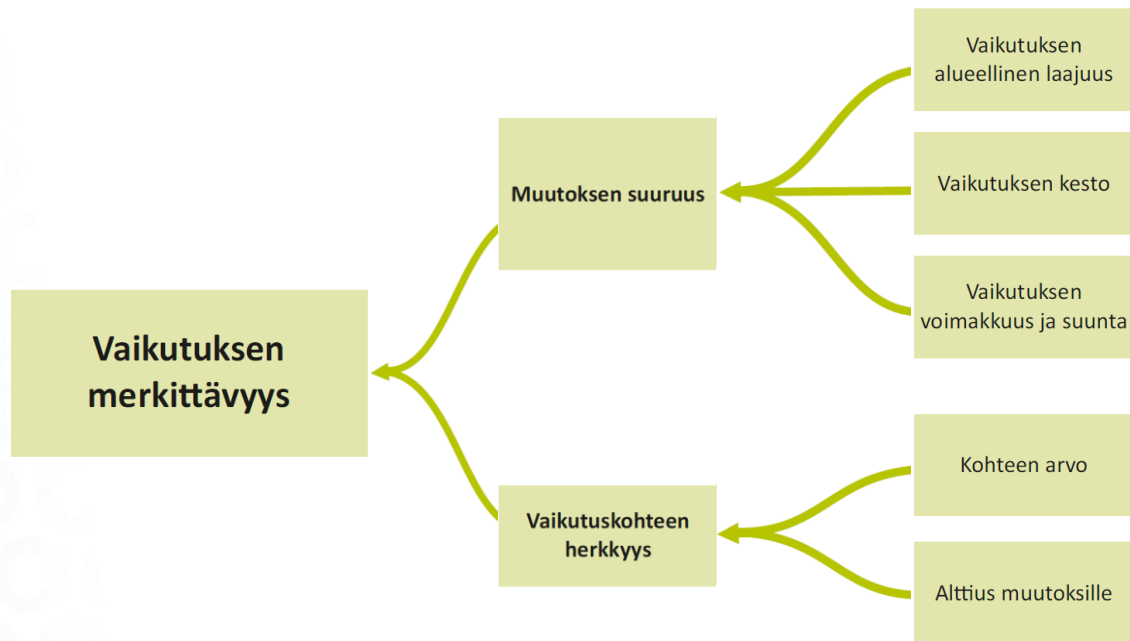 Vaikutuksen
merkittävyys
Muutoksen suuruus
Vaikutuskohteen
herkkyys
Vaikutuksen
alueellinen laajuus
Vaikutuksen kesto
Vaikutuksen
voimakkuus ja suunta
Kohteen arvo
Alttius muutoksille